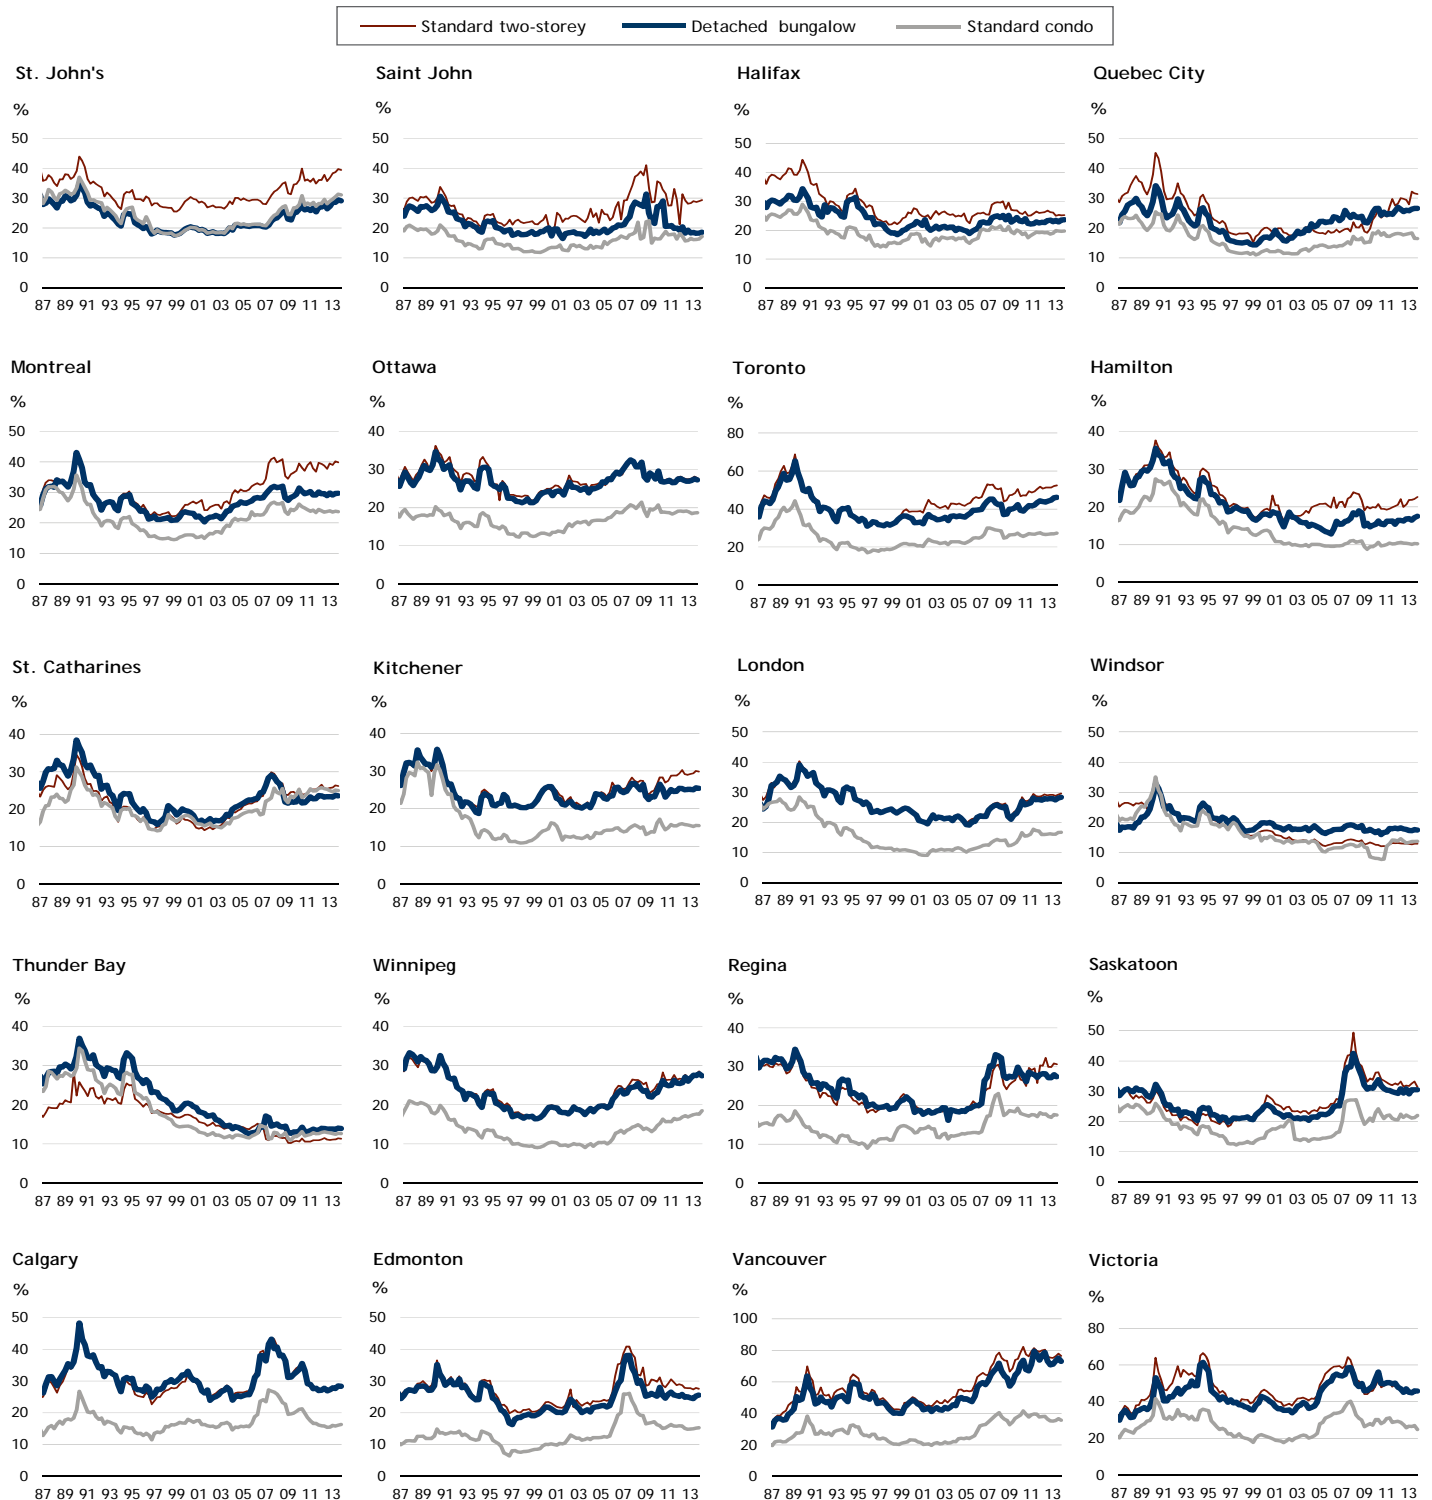 Standard two-storey Detached bungalow Standard condo
St. John's Saint John Halifax Quebec City
% % % %
50 50 50 50
40 40 40 40
30 30 30 30
20 20 20 20
10 10 10 10
0 0 0 0
87 89 91 93 95 97 99 01 03 05 07 09 11 13 87 89 91 93 95 97 99 01 03 05 07 09 11 13 87 89 91 93 95 97 99 01 03 05 07 09 11 13 87 89 91 93 95 97 99 01 03 05 07 09 11 13
Montreal Ottawa Toronto Hamilton
% % % %
50 40 80 40
40 30 60 30
30 20 40 20
20 10 20 10
10 0 0 0
0
87 89 91 93 95 97 99 01 03 05 07 09 11 13 87 89 91 93 95 97 99 01 03 05 07 09 11 13 87 89 91 93 95 97 99 01 03 05 07 09 11 13 87 89 91 93 95 97 99 01 03 05 07 09 11 13
St. Catharines Kitchener London Windsor
% % % %
40 40 50 50
30 30 40 40
20 20 30 30
10 10 20 20
0 0 10 10
0 0
87 89 91 93 95 97 99 01 03 05 07 09 11 13 87 89 91 93 95 97 99 01 03 05 07 09 11 13 87 89 91 93 95 97 99 01 03 05 07 09 11 13 87 89 91 93 95 97 99 01 03 05 07 09 11 13
Thunder Bay Winnipeg Regina Saskatoon
% % % %
40 40 40 50
30 30 30 40
20 20 20 30
10 10 10 20
0 0 0 10
0
87 89 91 93 95 97 99 01 03 05 07 09 11 13 87 89 91 93 95 97 99 01 03 05 07 09 11 13 87 89 91 93 95 97 99 01 03 05 07 09 11 13 87 89 91 93 95 97 99 01 03 05 07 09 11 13
Calgary Edmonton Vancouver Victoria
% % % %
50 50 100 80
40 40 80 60
30 30 60 40
20 20 40 20
10 10 20 0
0 0 0
87 89 91 93 95 97 99 01 03 05 07 09 11 13 87 89 91 93 95 97 99 01 03 05 07 09 11 13 87 89 91 93 95 97 99 01 03 05 07 09 11 13 87 89 91 93 95 97 99 01 03 05 07 09 11 13